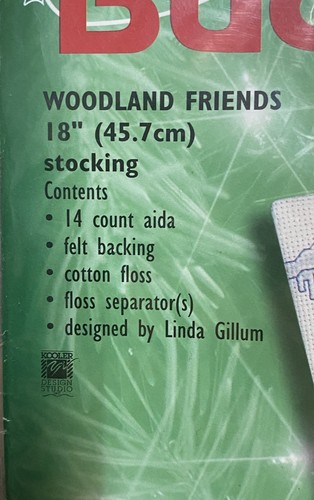 WOODLAND FRIENDS
18" (45.7cm)
stocking
Contents
• 14 count aida
• felt backing
• cotton floss
• floss separator(s)
• designed by Linda Gillum
KOOLER
DESIGN
STUDIO